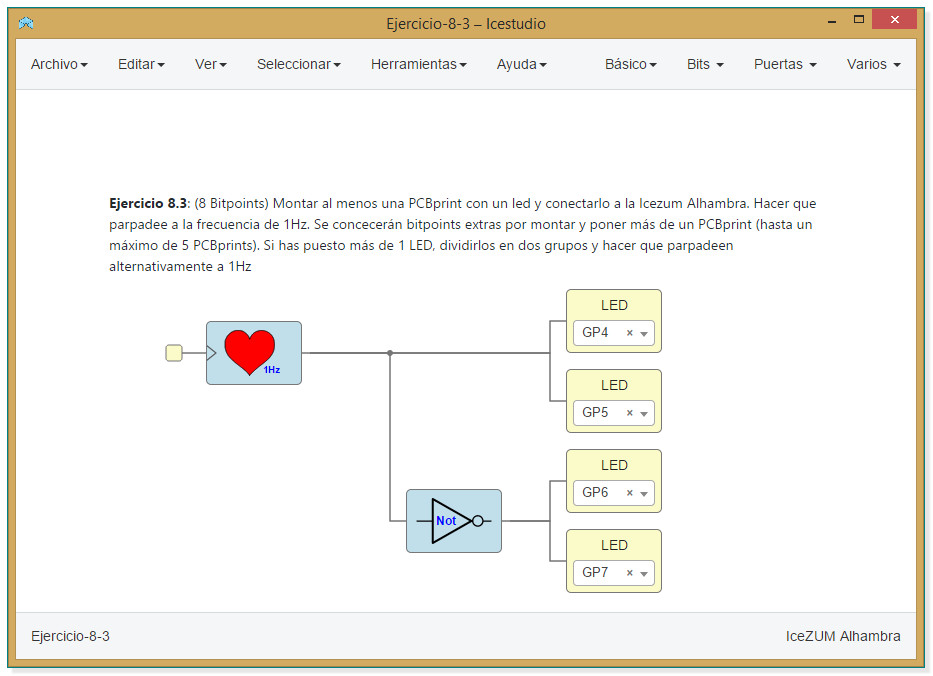 Ejercicio-8-3 – Icestudio
Archivo Editar Ver Seleccionar Herramientas Ayuda Básico Bits Puertas Varios
Ejercicio 8.3: (8 Bitpoints) Montar al menos una PCBprint con un led y conectarlo a la Icezum Alhambra. Hacer que
parpadee a la frecuencia de 1Hz. Se concecerán bitpoints extras por montar y poner más de un PCBprint (hasta un
máximo de 5 PCBprints). Si has puesto más de 1 LED, dividirlos en dos grupos y hacer que parpadeen
alternativamente a 1Hz
LED
GP4 ×
1Hz
LED
GP5 ×
LED
GP6 ×
Not
LED
GP7 ×
Ejercicio-8-3 IceZUM Alhambra